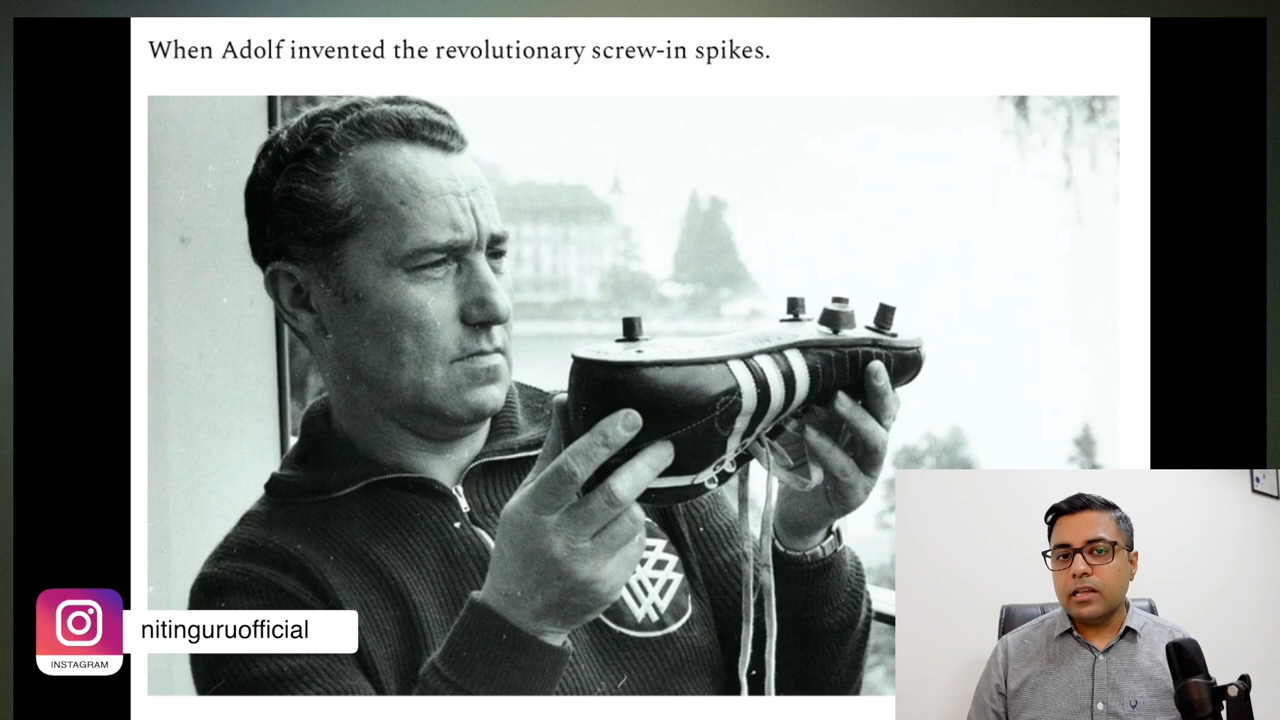 When Adolf invented the revolutionary screw-in spikes.
nitinguruofficial
INSTAGRAM